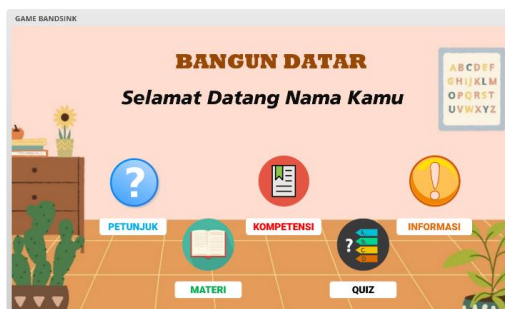 GAME BANDSINK
BANGUN DATAR
Selamat Datang Nama Kamu
ABCDEF
GHIJKLM
OPQRST
UVWXYZ
?
PETUNJUK
KOMPETENSI
INFORMASI
?
A
B
C
D
MATERI
QUIZ